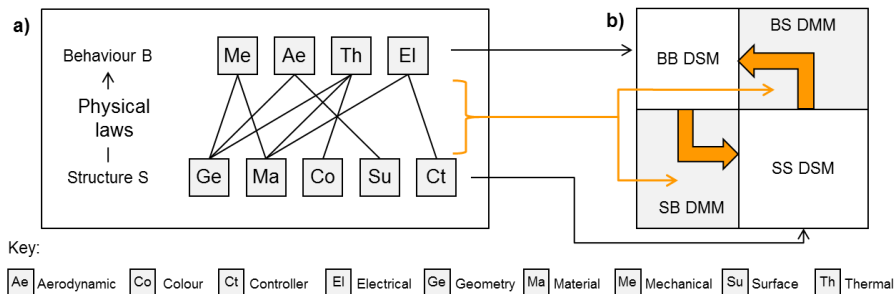 a)
Behaviour B
Physical
laws
Structure S
Me Ae Th El
Ge Ma Co Su Ct
b)
BS DMM
BB DSM
SS DSM
SB DMM
Key:
Ae Aerodynamic Co Colour Ct Controller El Electrical Ge Geometry Ma Material Me Mechanical Su Surface Th Thermal